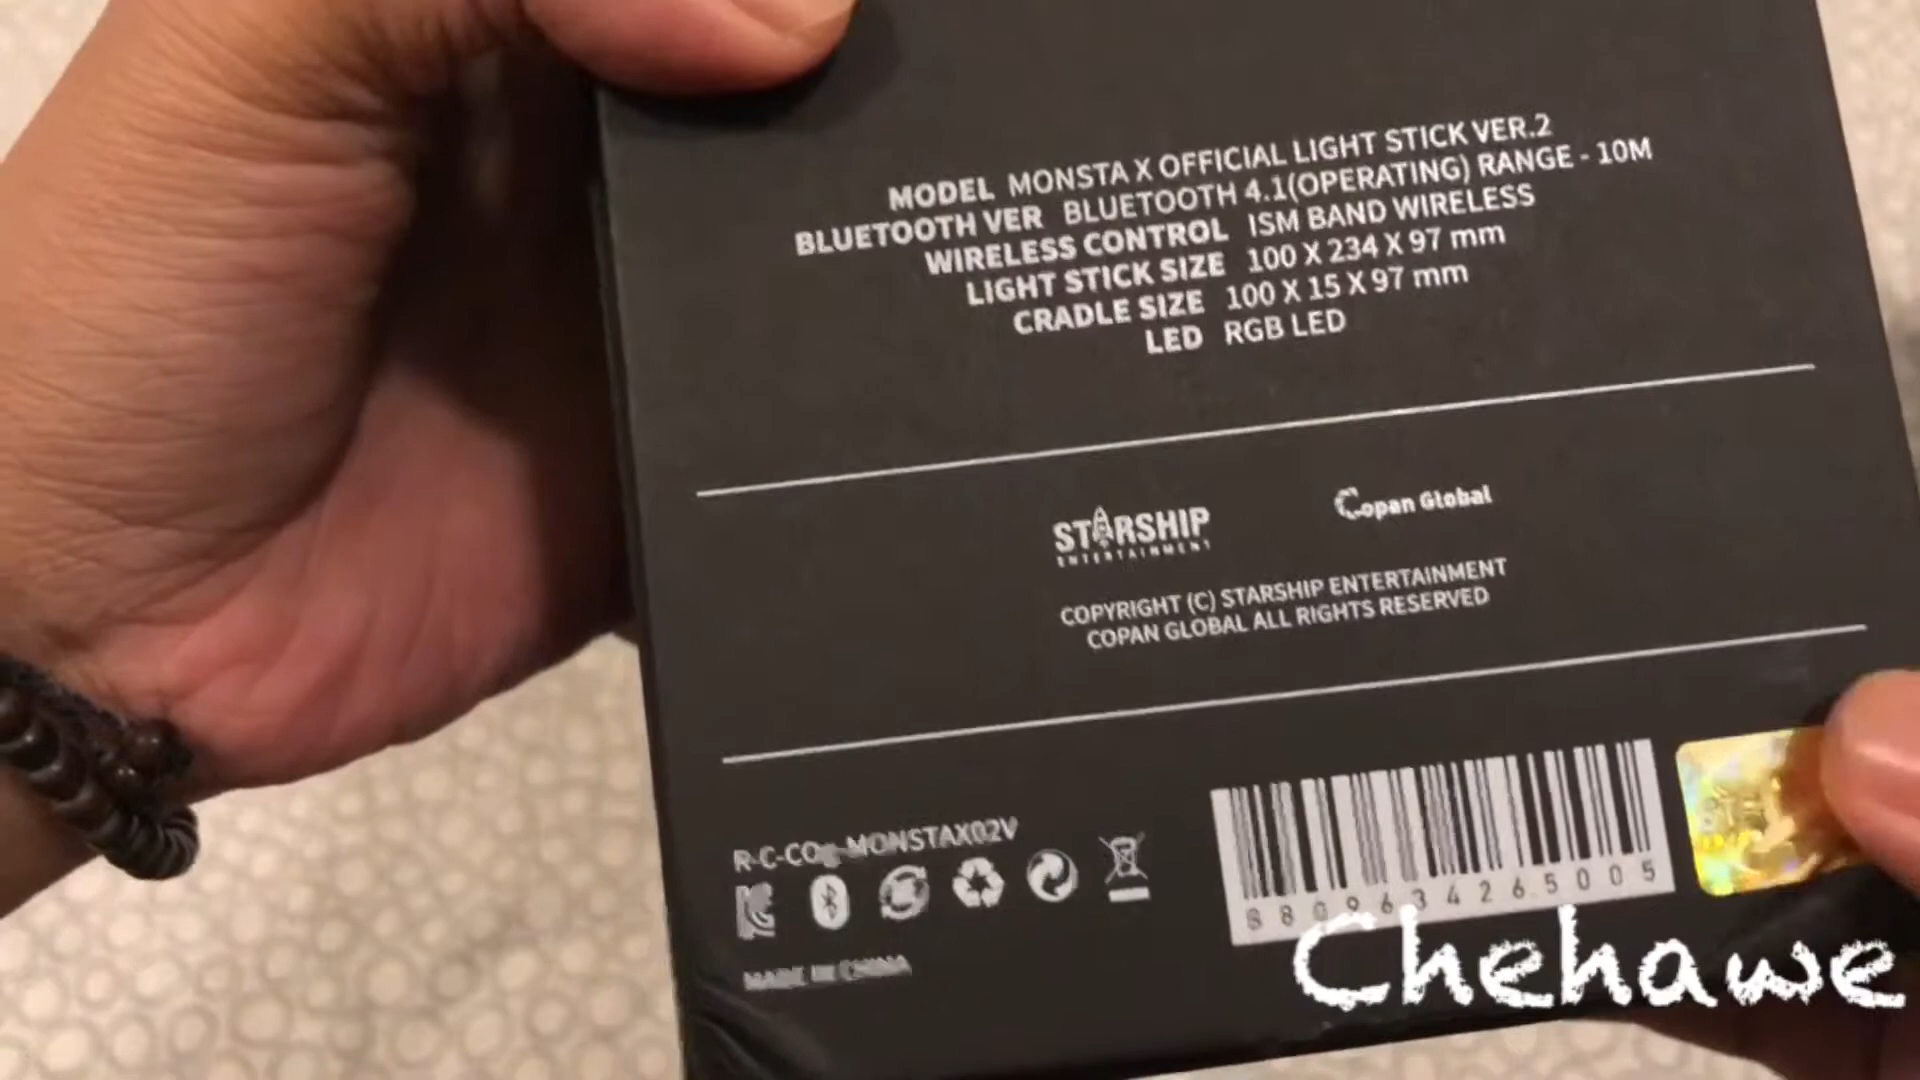 MODEL MONSTA X OFFICIAL LIGHT STICK VER.2
BLUETOOTH VER BLUETOOTH 4.1(OPERATING) RANGE - 10M
WIRELESS CONTROL ISM BAND WIRELESS
LIGHT STICK SIZE 100 X 234 X 97 mm
CRADLE SIZE 100 X 15 X 97 mm
LED RGB LED
STARSHIP
ENTERTAINMENT
Copan Global
COPYRIGHT (C) STARSHIP ENTERTAINMENT
COPAN GLOBAL ALL RIGHTS RESERVED
MONSTAX02V
8809634265005
MADE IN CHINA
Chehawe